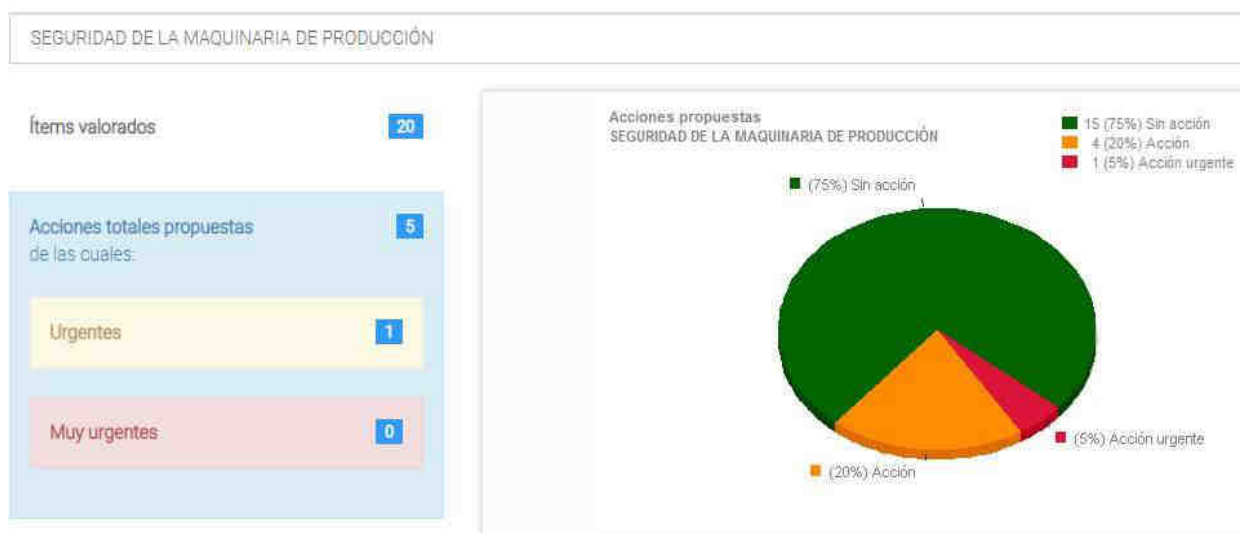 SEGURIDAD DE LA MAQUINARIA DE PRODUCCIÓN
Ítems valorados 20
Acciones totales propuestas 5
de las cuales:
Urgentes 1
Muy urgentes 0
Acciones propuestas
SEGURIDAD DE LA MAQUINARIA DE PRODUCCIÓN
15 (75%) Sin acción
4 (20%) Acción
1 (5%) Acción urgente
(75%) Sin acción
(5%) Acción urgente
(20%) Acción